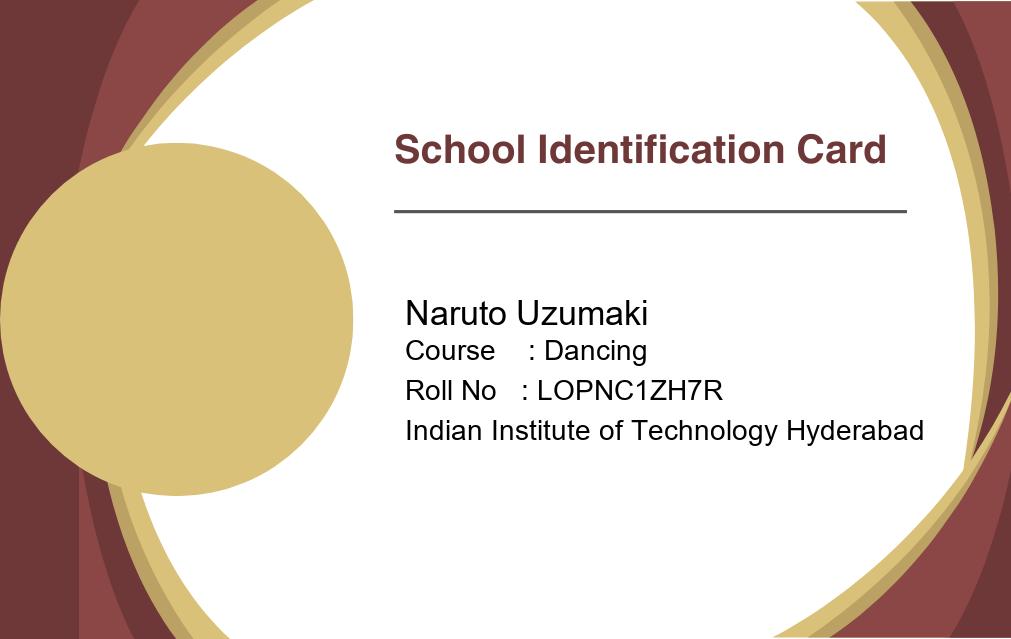 School Identification Card
Naruto Uzumaki
Course : Dancing
Roll No : LOPNC1ZH7R
Indian Institute of Technology Hyderabad